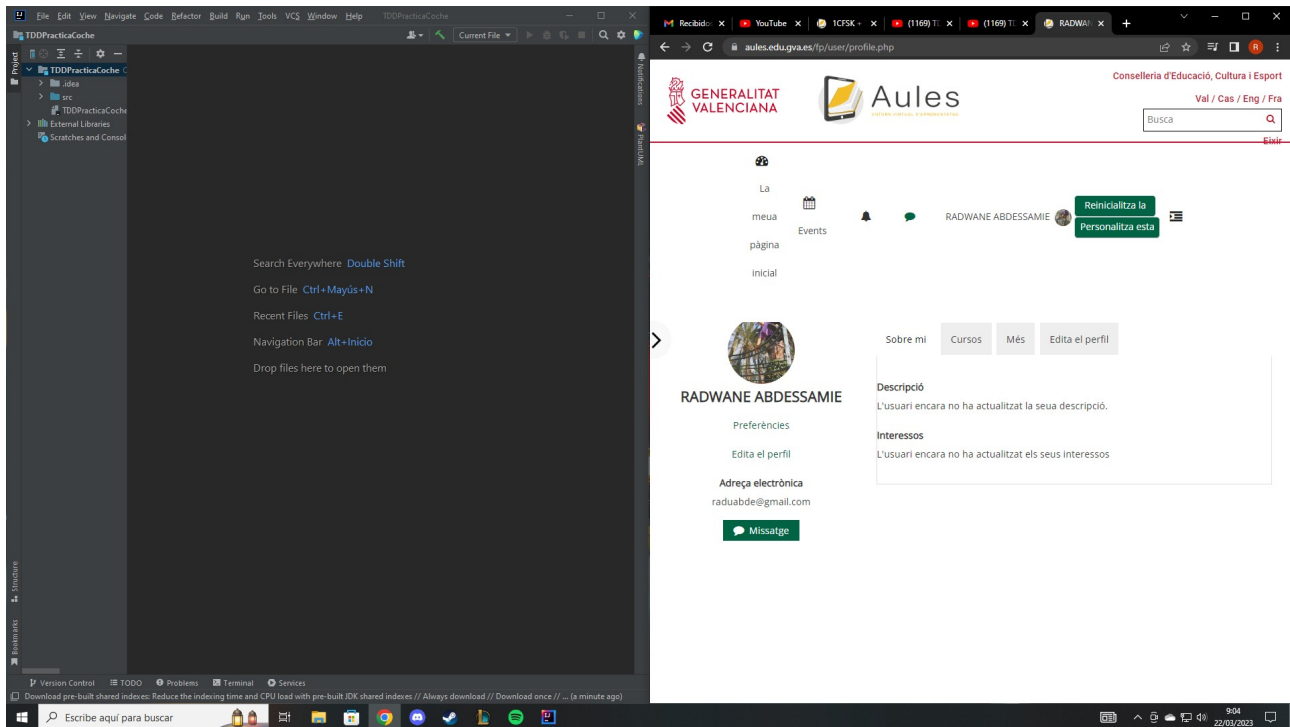 File Edit View Navigate Code Refactor Build Run Tools VCS Window Help TDDPracticaCoche
TDDPracticaCoche
Current File
Project
TDDPracticaCoche
.idea
src
TDDPracticaCoche
External Libraries
Scratches and Consol
Notifications
PlantUML
Search Everywhere Double Shift
Go to File Ctrl+Mayús+N
Recent Files Ctrl+E
Navigation Bar Alt+Inicio
Drop files here to open them
Structure
Bookmarks
Version Control TODO Problems Terminal Services
Download pre-built shared indexes: Reduce the indexing time and CPU load with pre-built JDK shared indexes // Always download // Download once // ... (a minute ago)
Recibido YouTube 1CFSK + (1169) TI (1169) TI RADWAN
aules.edu.gva.es/fp/user/profile.php
R
GENERALITAT
VALENCIANA
Aules
Conselleria d'Educació, Cultura i Esport
Val / Cas / Eng / Fra
Busca
Eixir
La
meua
pàgina
inicial
Events
RADWANE ABDESSAMIE
Reinicialitza la
Personalitza esta
RADWANE ABDESSAMIE
Preferències
Edita el perfil
Adreça electrònica
raduabde@gmail.com
Missatge
Sobre mi Cursos Més Edita el perfil
Descripció
L'usuari encara no ha actualitzat la seua descripció.
Interessos
L'usuari encara no ha actualitzat els seus interessos
Escribe aquí para buscar
9:04
22/03/2023